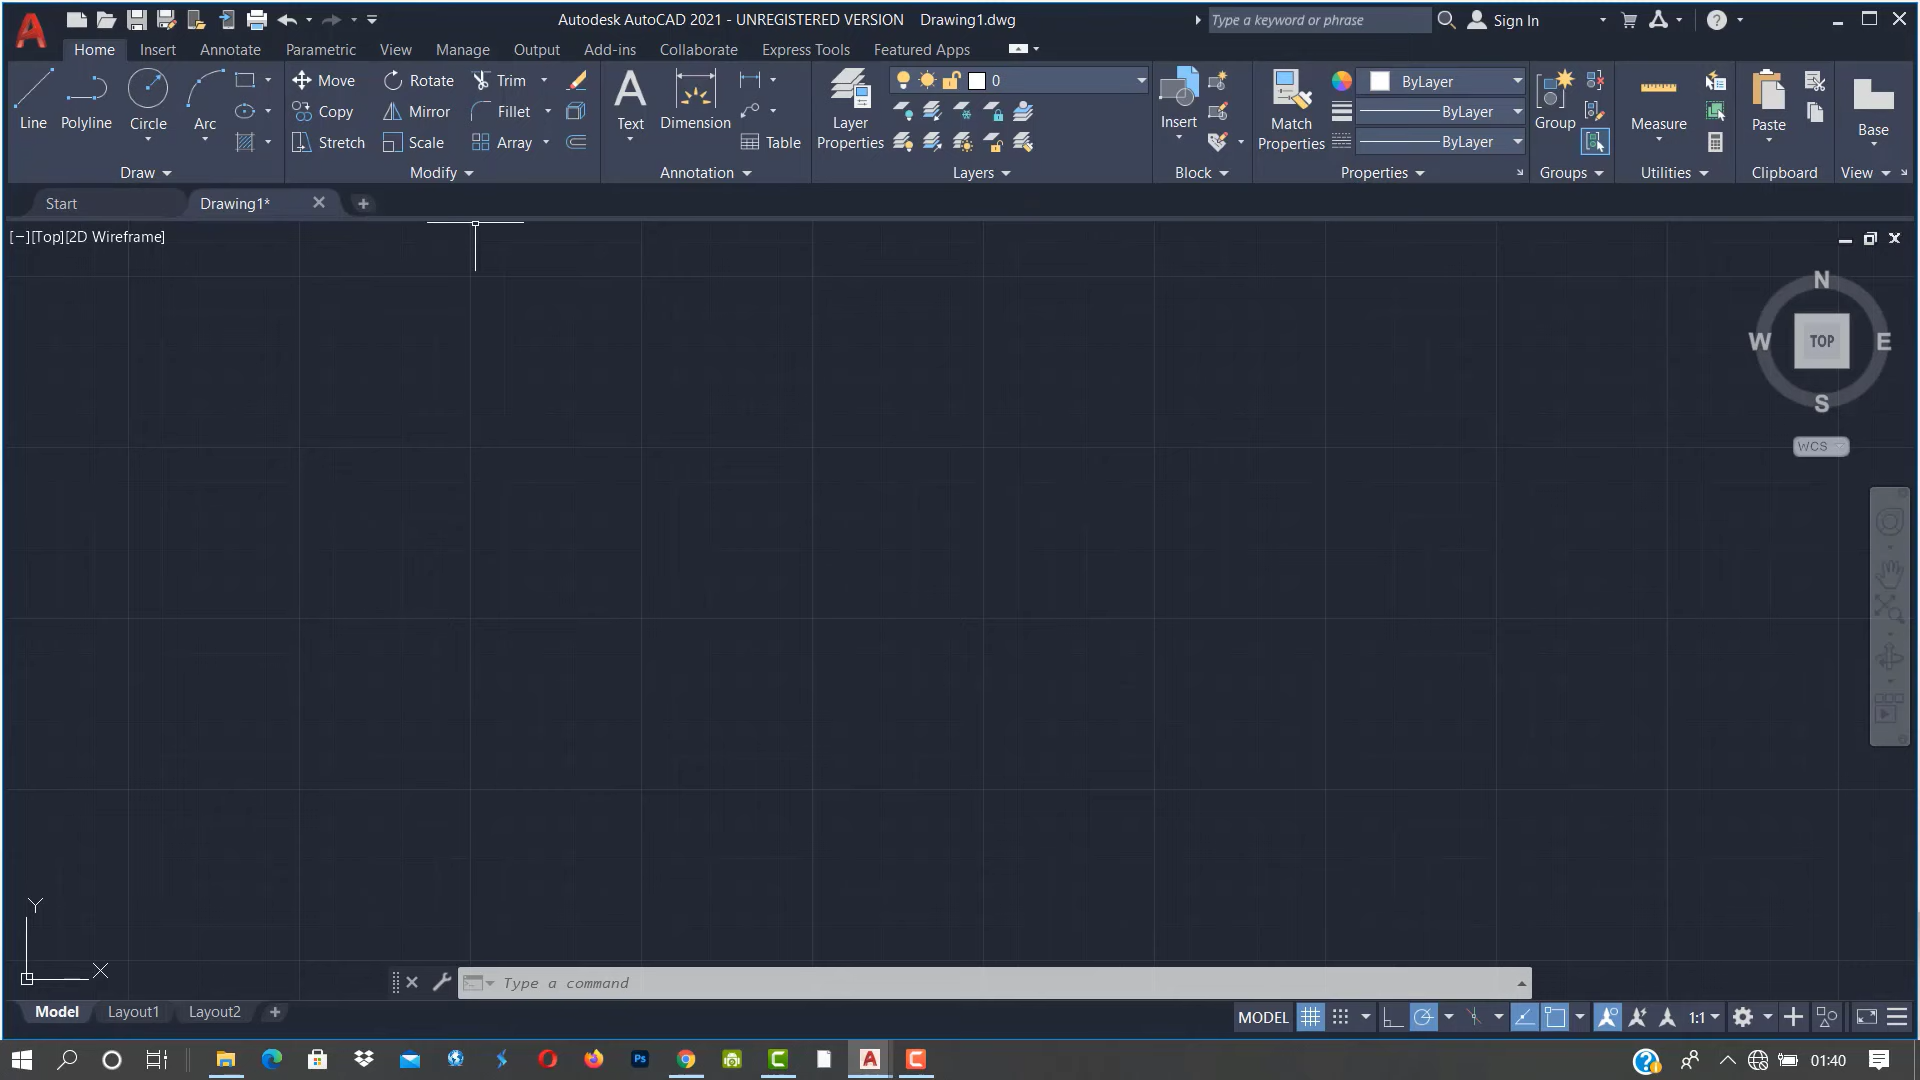 Autodesk AutoCAD 2021 - UNREGISTERED VERSION Drawing1.dwg
Type a keyword or phrase
Sign In
Home Insert Annotate Parametric View Manage Output Add-ins Collaborate Express Tools Featured Apps
Line Polyline Circle Arc
Move Rotate Trim
Copy Mirror Fillet
Stretch Scale Array
Text Dimension
Table
Layer
Properties
0
Insert
Match
Properties
ByLayer
ByLayer
ByLayer
Group
Measure
Paste
Base
Draw Modify Annotation Layers Block Properties Groups Utilities Clipboard View
Start Drawing1*
[−][Top][2D Wireframe]
N
W TOP E
S
WCS
Y
X
Type a command
Model Layout1 Layout2
MODEL 1:1
Ps
01:40